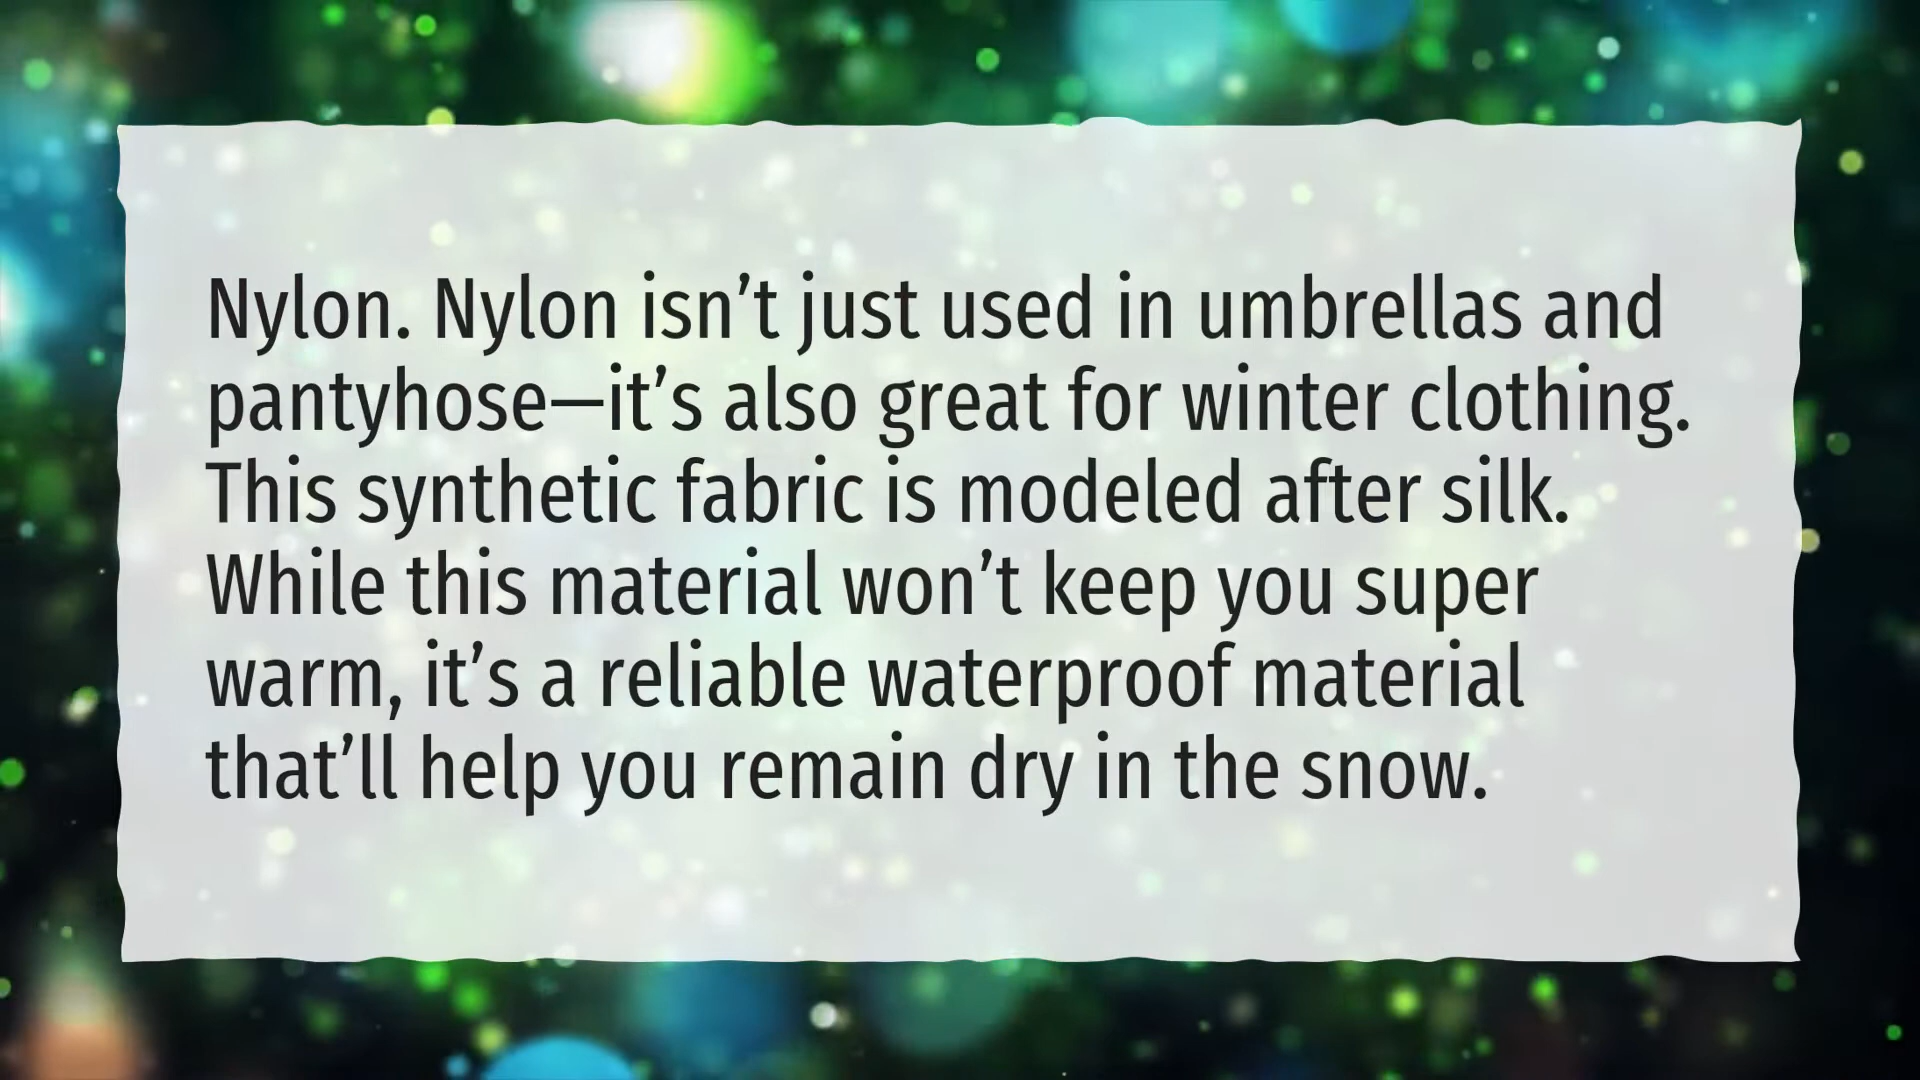 Nylon. Nylon isn’t just used in umbrellas and
pantyhose—it’s also great for winter clothing.
This synthetic fabric is modeled after silk.
While this material won’t keep you super
warm, it’s a reliable waterproof material
that’ll help you remain dry in the snow.